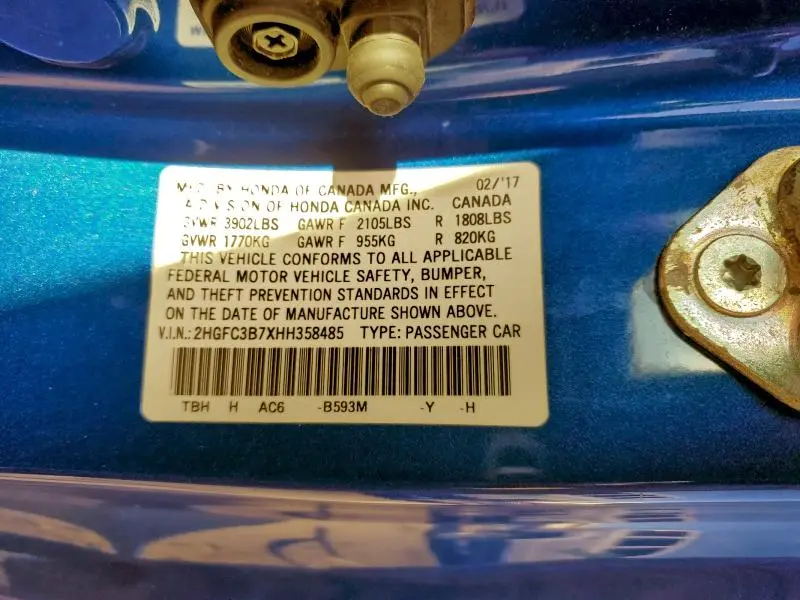 MFD. BY HONDA OF CANADA MFG., 02/'17
A DIVISION OF HONDA CANADA INC. CANADA
GVWR 3902LBS GAWR F 2105LBS R 1808LBS
GVWR 1770KG GAWR F 955KG R 820KG
THIS VEHICLE CONFORMS TO ALL APPLICABLE
FEDERAL MOTOR VEHICLE SAFETY, BUMPER,
AND THEFT PREVENTION STANDARDS IN EFFECT
ON THE DATE OF MANUFACTURE SHOWN ABOVE.
V.I.N.: 2HGFC3B7XHH358485 TYPE: PASSENGER CAR
TBH H AC6 -B593M -Y -H